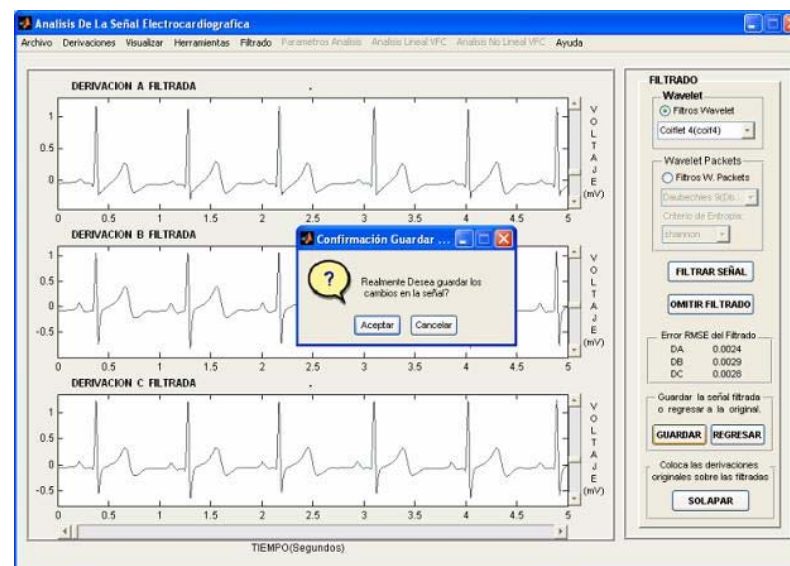 Analisis De La Señal Electrocardiografica
Archivo Derivaciones Visualizar Herramientas Filtrado Parametros Analisis Analisis Lineal VFC Analisis No Lineal VFC Ayuda
DERIVACION A FILTRADA
1
0.5
0
0 0.5 1 1.5 2 2.5 3 3.5 4 4.5 5
VOLTAJE
(mV)
DERIVACION B FILTRADA
1
0.5
0
-0.5
0 0.5 1 1.5 2 2.5 3 3.5 4 4.5 5
VOLTAJE
(mV)
DERIVACION C FILTRADA
1
0.5
0
-0.5
0 0.5 1 1.5 2 2.5 3 3.5 4 4.5 5
VOLTAJE
(mV)
TIEMPO(Segundos)
Confirmación Guardar ...
?
Realmente Desea guardar los
cambios en la señal?
Aceptar Cancelar
FILTRADO
Wavelet
Filtros Wavelet
Coiflet 4(coif4)
Wavelet Packets
Filtros W. Packets
Daubechies 9(Db
Criterio de Entropia:
shannon
FILTRAR SEÑAL
OMITIR FILTRADO
Error RMSE del Filtrado
DA 0.0024
DB 0.0029
DC 0.0028
Guardar la señal filtrada
o regresar a la original.
GUARDAR REGRESAR
Coloca las derivaciones
originales sobre las filtradas
SOLAPAR